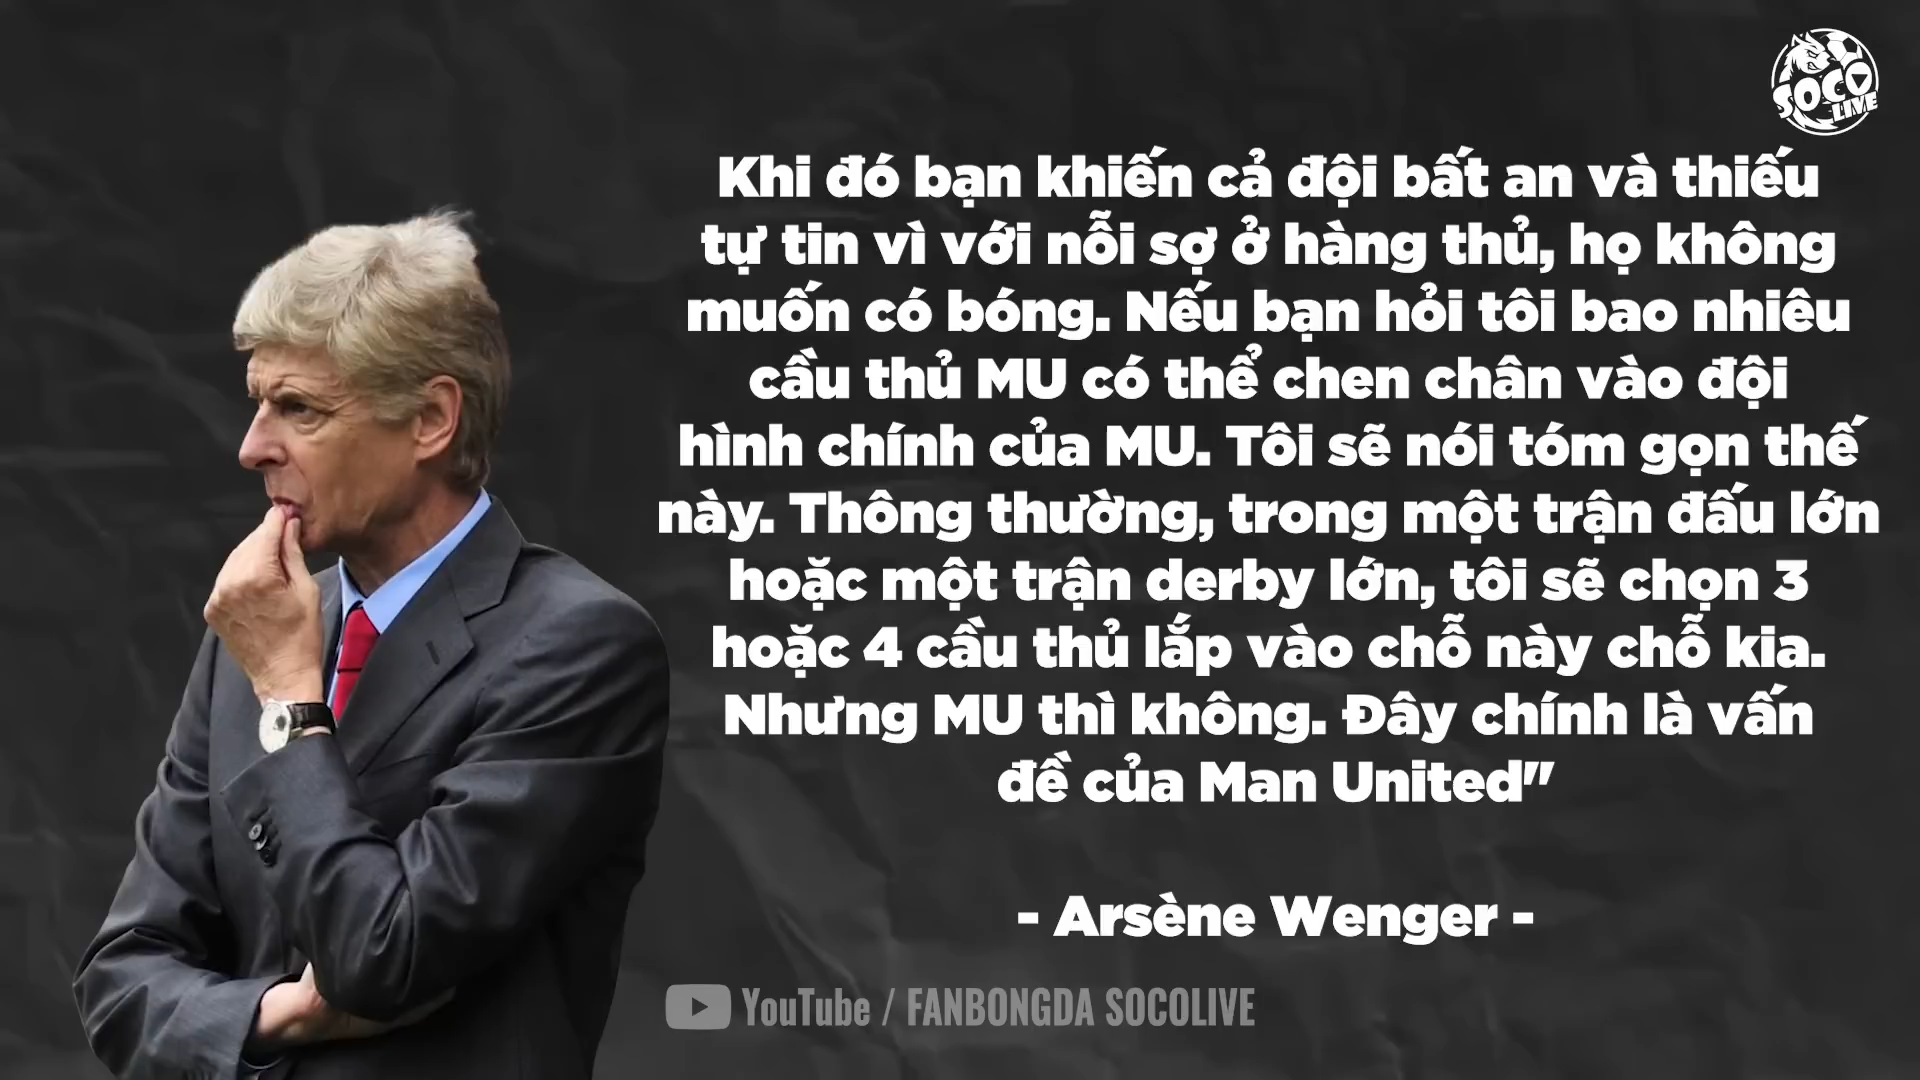 SOCO
LIVE
Khi đó bạn khiến cả đội bất an và thiếu
tự tin vì với nỗi sợ ở hàng thủ, họ không
muốn có bóng. Nếu bạn hỏi tôi bao nhiêu
cầu thủ MU có thể chen chân vào đội
hình chính của MU. Tôi sẽ nói tóm gọn thế
này. Thông thường, trong một trận đấu lớn
hoặc một trận derby lớn, tôi sẽ chọn 3
hoặc 4 cầu thủ lắp vào chỗ này chỗ kia.
Nhưng MU thì không. Đây chính là vấn
đề của Man United"
- Arsène Wenger -
YouTube / FANBONGDA SOCOLIVE